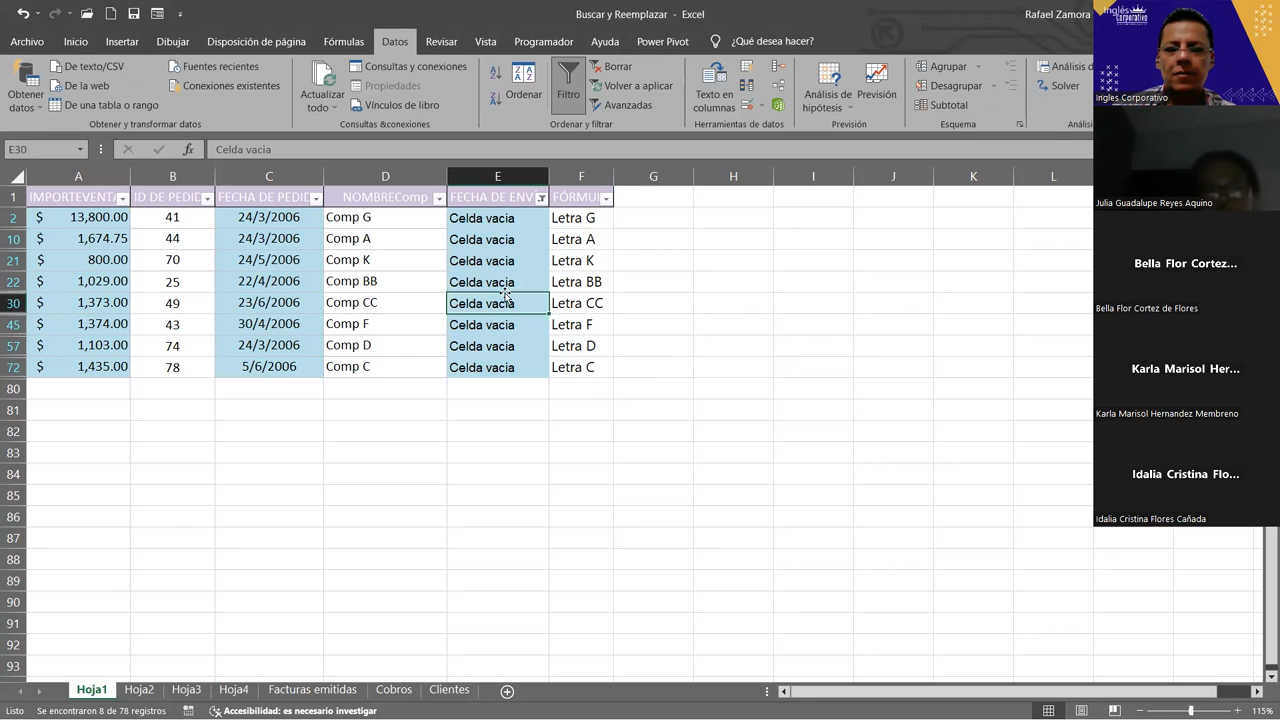 Buscar y Reemplazar - Excel
Rafael Zamora
Archivo Inicio Insertar Dibujar Disposición de página Fórmulas Datos Revisar Vista Programador Ayuda Power Pivot ¿Qué desea hacer?
Obtener datos
De texto/CSV
De la web
De una tabla o rango
Fuentes recientes
Conexiones existentes
Obtener y transformar datos
Actualizar todo
Consultas y conexiones
Propiedades
Vínculos de libro
Consultas &conexiones
Ordenar
Filtro
Borrar
Volver a aplicar
Avanzadas
Ordenar y filtrar
Texto en columnas
Herramientas de datos
Análisis de hipótesis
Previsión
Previsión
Agrupar
Desagrupar
Subtotal
Esquema
Análisis d
Solver
Anális
E30 fx Celda vacia
A B C D E F G H I J K L
1 IMPORTEVENTA ID DE PEDID FECHA DE PEDID NOMBREComp FECHA DE ENVÍ FÓRMUL
2 $ 13,800.00 41 24/3/2006 Comp G Celda vacia Letra G
10 $ 1,674.75 44 24/3/2006 Comp A Celda vacia Letra A
21 $ 800.00 70 24/5/2006 Comp K Celda vacia Letra K
22 $ 1,029.00 25 22/4/2006 Comp BB Celda vacia Letra BB
30 $ 1,373.00 49 23/6/2006 Comp CC Celda vacia Letra CC
45 $ 1,374.00 43 30/4/2006 Comp F Celda vacia Letra F
57 $ 1,103.00 74 24/3/2006 Comp D Celda vacia Letra D
72 $ 1,435.00 78 5/6/2006 Comp C Celda vacia Letra C
80
81
82
83
84
85
86
87
88
89
90
91
92
93
Hoja1 Hoja2 Hoja3 Hoja4 Facturas emitidas Cobros Clientes
Listo Se encontraron 8 de 78 registros Accesibilidad: es necesario investigar 115%
Inglés Corporativo
Ingles Corporativo
Julia Guadalupe Reyes Aquino
Bella Flor Cortez...
Bella Flor Cortez de Flores
Karla Marisol Her...
Karla Marisol Hernandez Membreno
Idalia Cristina Flo...
Idalia Cristina Flores Cañada